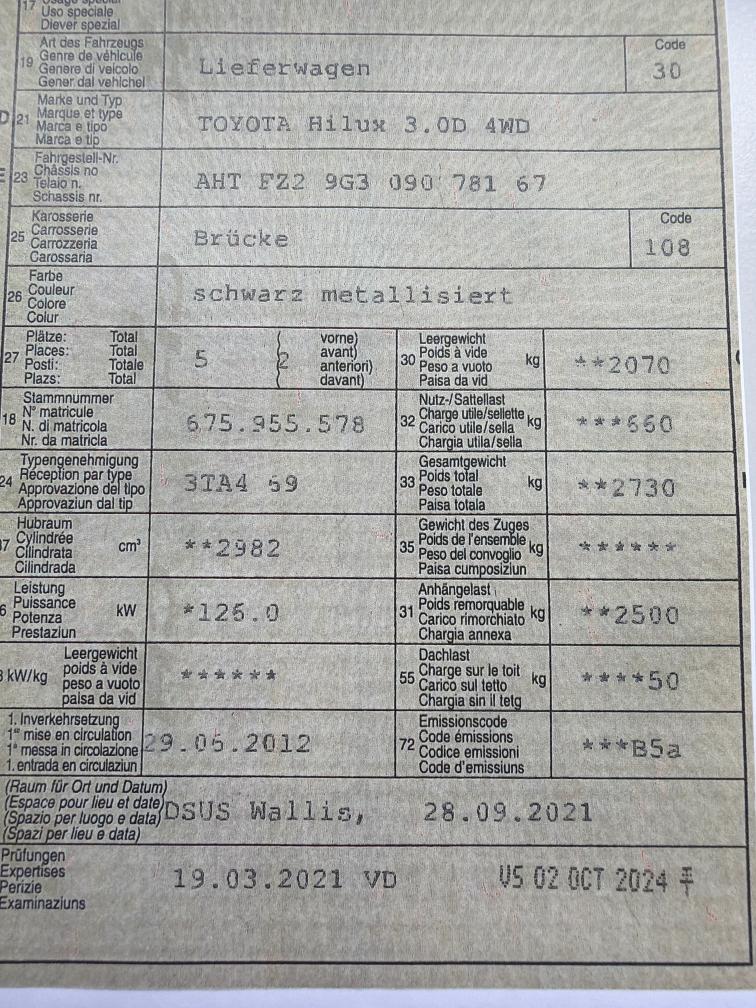 17 Usage spécial
Uso speciale
Diever spezial
19 Art des Fahrzeugs
Genre de véhicule
Genere di veicolo
Gener dal vehichel
Lieferwagen
Code
30
D 21 Marke und Typ
Marque et type
Marca e tipo
Marca e tip
TOYOTA Hilux 3.0D 4WD
E 23 Fahrgestell-Nr.
Châssis no
Telaio n.
Schassis nr.
AHT FZ2 9G3 090 781 67
25 Karosserie
Carrosserie
Carrozzeria
Carossaria
Brücke
Code
108
26 Farbe
Couleur
Colore
Colur
schwarz metallisiert
27 Plätze: Total
Places: Total
Posti: Totale
Plazs: Total
5 2
vorne)
avant)
anteriori)
davant)
30 Leergewicht
Poids à vide
Peso a vuoto
Paisa da vid
kg
**2070
18 Stammnummer
N° matricule
N. di matricola
Nr. da matricla
675.955.578
32 Nutz-/Sattellast
Charge utile/sellette
Carico utile/sella
Chargia utila/sella
kg
***660
24 Typengenehmigung
Réception par type
Approvazione del tipo
Approvaziun dal tip
3TA4 59
33 Gesamtgewicht
Poids total
Peso totale
Paisa totala
kg
**2730
37 Hubraum
Cylindrée
Cilindrata
Cilindrada
cm³
**2982
35 Gewicht des Zuges
Poids de l'ensemble
Peso del convoglio
Paisa cumposiziun
kg
******
6 Leistung
Puissance
Potenza
Prestaziun
kW
*126.0
31 Anhängelast
Poids remorquable
Carico rimorchiato
Chargia annexa
kg
**2500
kW/kg
Leergewicht
poids à vide
peso a vuoto
paisa da vid
******
55 Dachlast
Charge sur le toit
Carico sul tetto
Chargia sin il tetg
kg
****50
1. Inverkehrsetzung
1re mise en circulation
1a messa in circolazione
1. entrada en circulaziun
29.06.2012
72 Emissionscode
Code émissions
Codice emissioni
Code d'emissiuns
***B5a
(Raum für Ort und Datum)
(Espace pour lieu et date)
(Spazio per luogo e data)
(Spazi per lieu e data)
DSUS Wallis, 28.09.2021
Prüfungen
Expertises
Perizie
Examinaziuns
19.03.2021 VD
VS 02 OCT 2024